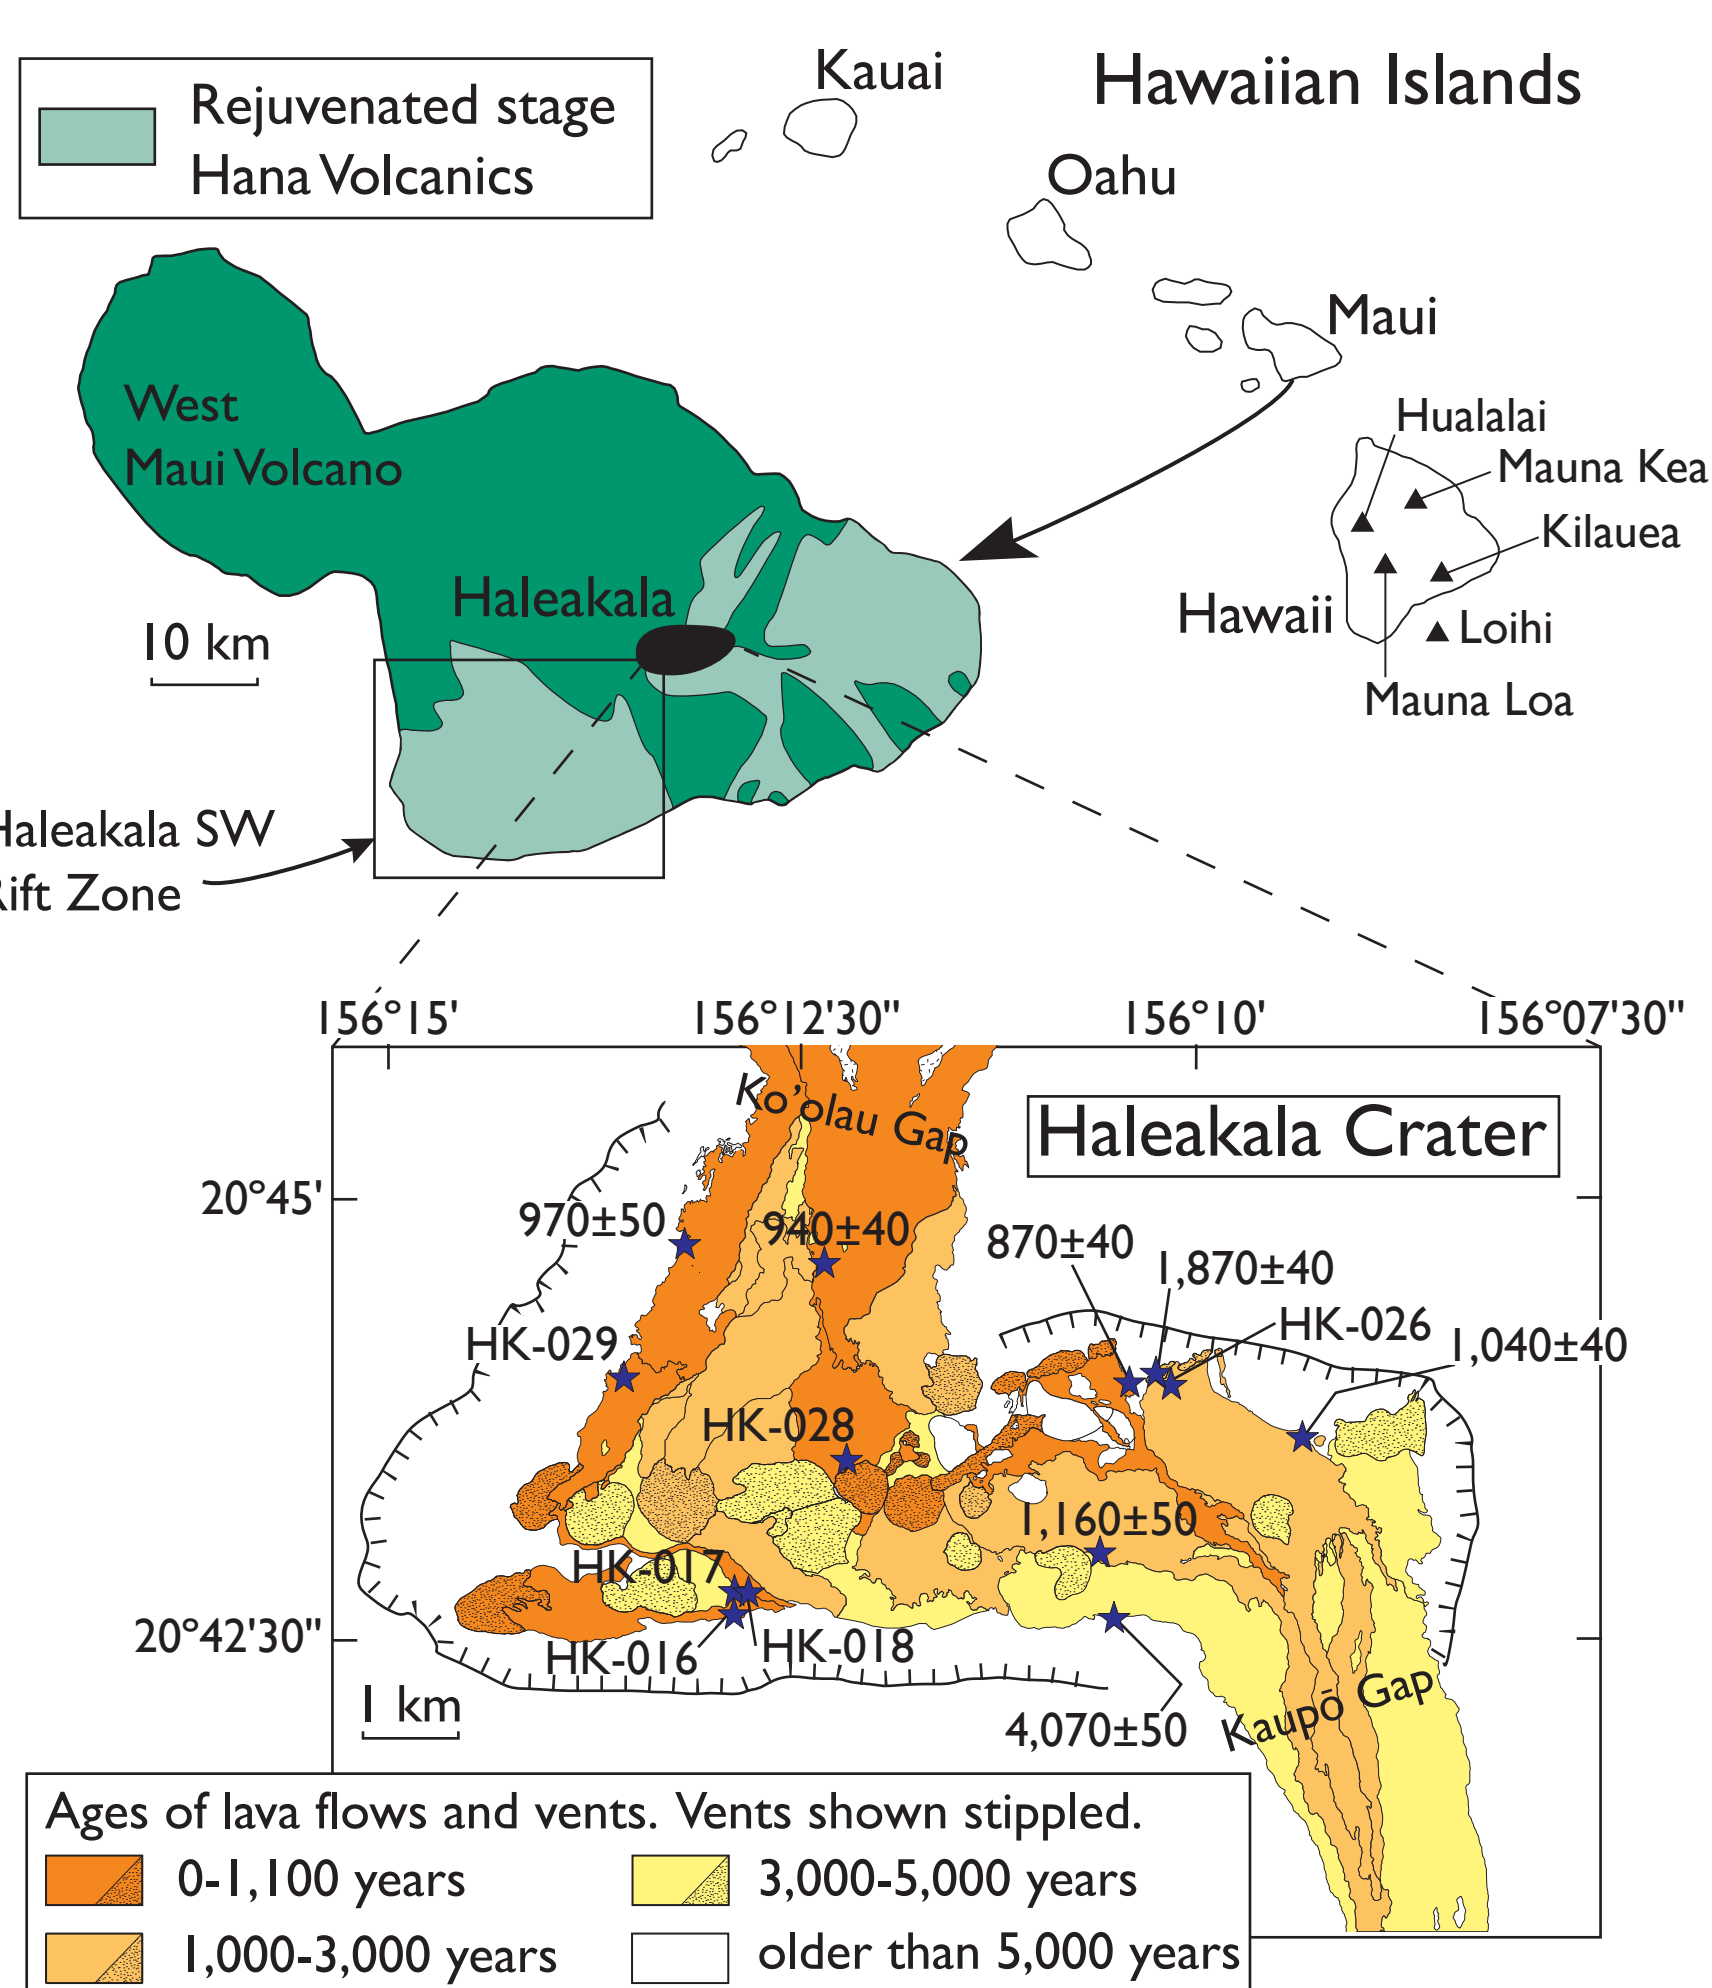 Rejuvenated stage
Hana Volcanics
Hawaiian Islands
Kauai
Oahu
Maui
Hualalai
Mauna Kea
Kilauea
Hawaii
Loihi
Mauna Loa
West
Maui Volcano
Haleakala
10 km
Haleakala SW
Rift Zone
156°15'
156°12'30"
156°10'
156°07'30"
Ko'olau Gap
Haleakala Crater
20°45'
970±50
940±40
870±40
1,870±40
HK-029
HK-026
1,040±40
HK-028
1,160±50
HK-017
20°42'30"
HK-016
HK-018
1 km
4,070±50
Kaupō Gap
Ages of lava flows and vents. Vents shown stippled.
0-1,100 years
3,000-5,000 years
1,000-3,000 years
older than 5,000 years